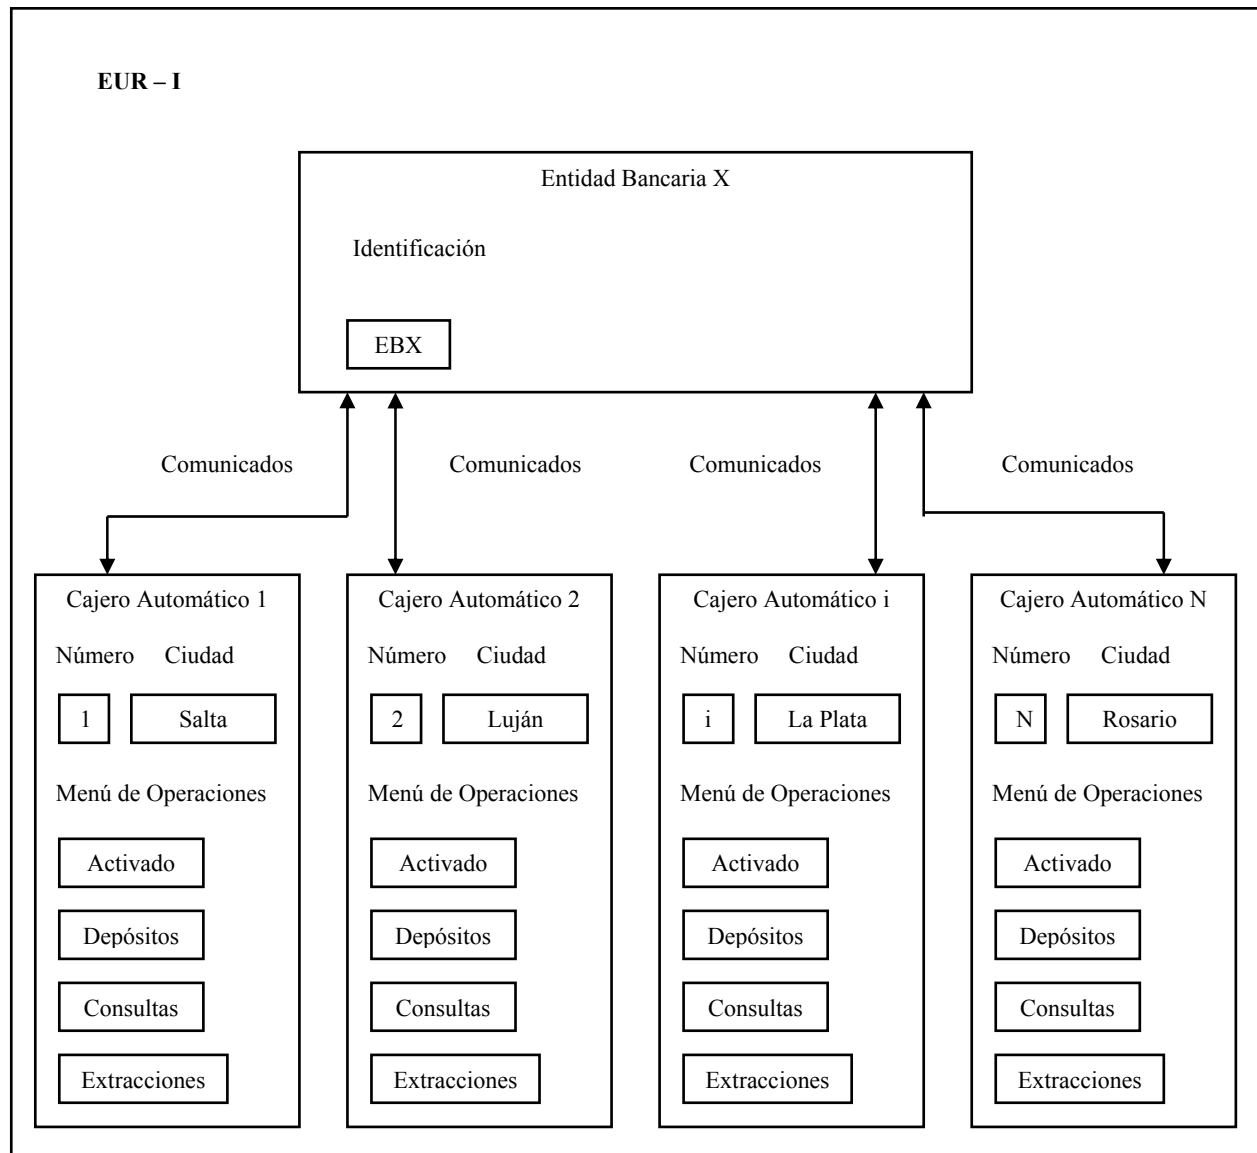 EUR – I
Entidad Bancaria X
Identificación
EBX
Comunicados Comunicados Comunicados Comunicados
Cajero Automático 1 Cajero Automático 2 Cajero Automático i Cajero Automático N
Número Ciudad Número Ciudad Número Ciudad Número Ciudad
1 Salta 2 Luján i La Plata N Rosario
Menú de Operaciones Menú de Operaciones Menú de Operaciones Menú de Operaciones
Activado Activado Activado Activado
Depósitos Depósitos Depósitos Depósitos
Consultas Consultas Consultas Consultas
Extracciones Extracciones Extracciones Extracciones